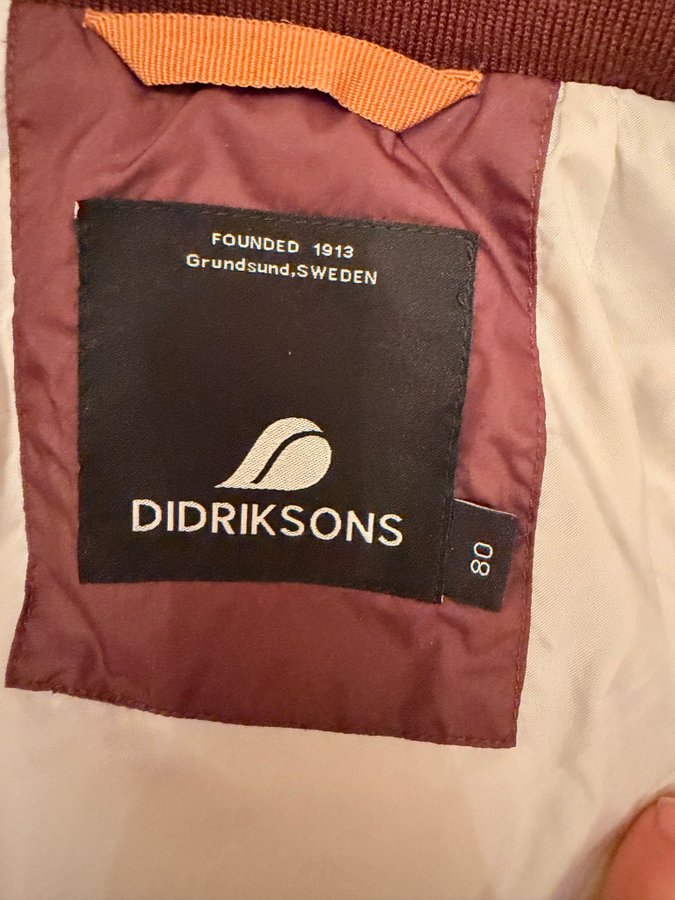 FOUNDED 1913
Grundsund,SWEDEN
DIDRIKSONS
80